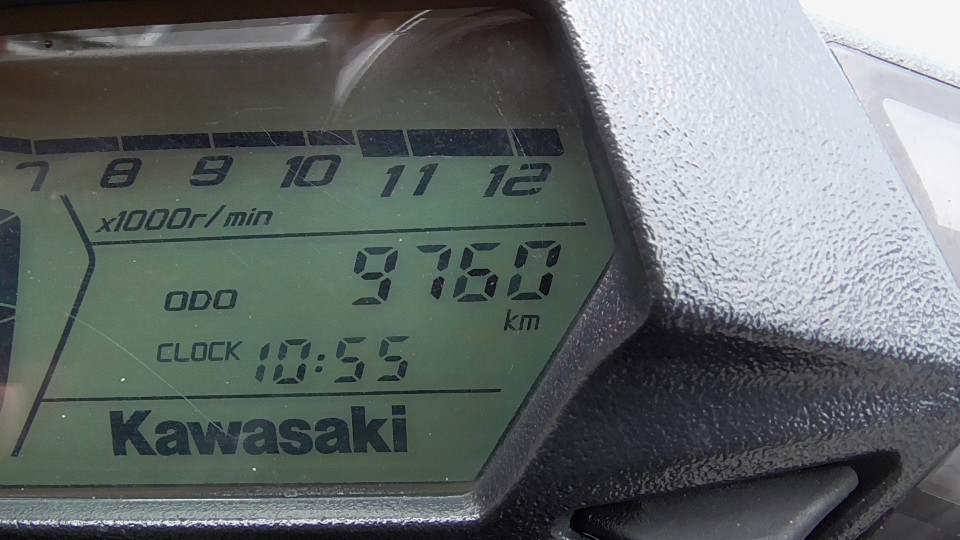 7 8 9 10 11 12
x1000r/min
ODO 9760
km
CLOCK 10:55
Kawasaki